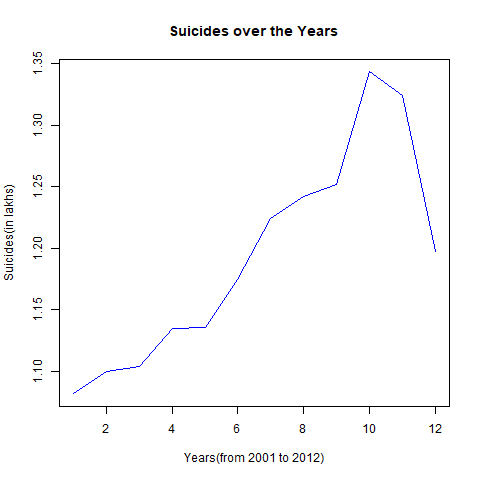 Suicides over the Years
Suicides(in lakhs)
1.35
1.30
1.25
1.20
1.15
1.10
2 4 6 8 10 12
Years(from 2001 to 2012)